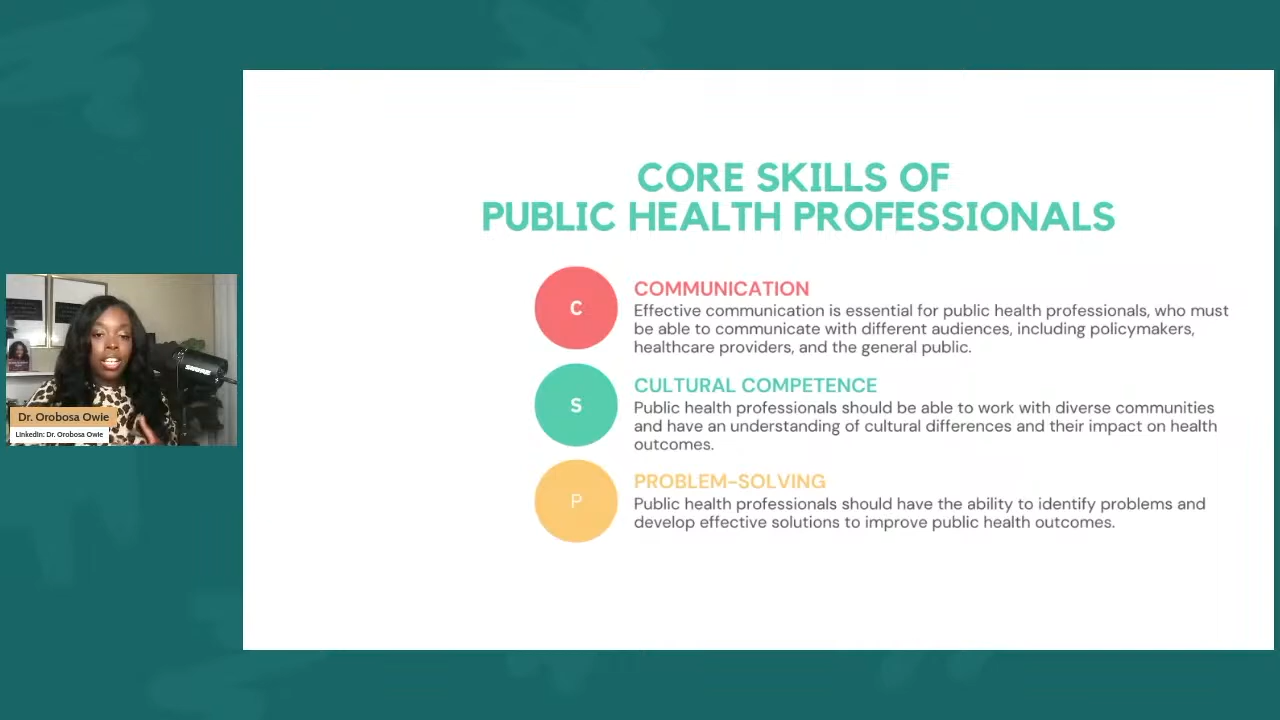 CORE SKILLS OF
PUBLIC HEALTH PROFESSIONALS
C
COMMUNICATION
Effective communication is essential for public health professionals, who must
be able to communicate with different audiences, including policymakers,
healthcare providers, and the general public.
S
CULTURAL COMPETENCE
Public health professionals should be able to work with diverse communities
and have an understanding of cultural differences and their impact on health
outcomes.
P
PROBLEM-SOLVING
Public health professionals should have the ability to identify problems and
develop effective solutions to improve public health outcomes.
SHURE
Dr. Orobosa Owie
LinkedIn: Dr. Orobosa Owie